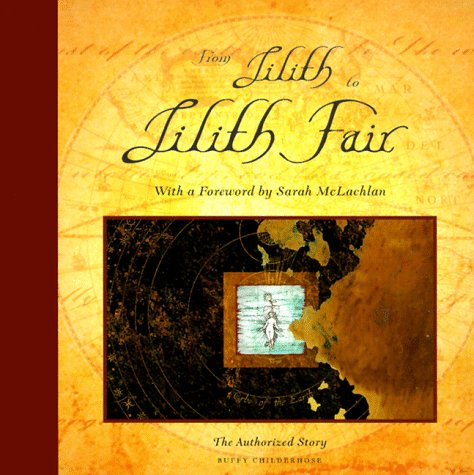 From Lilith to
Lilith Fair
With a Foreword by Sarah McLachlan
The Authorized Story
BUFFY CHILDERHOSE